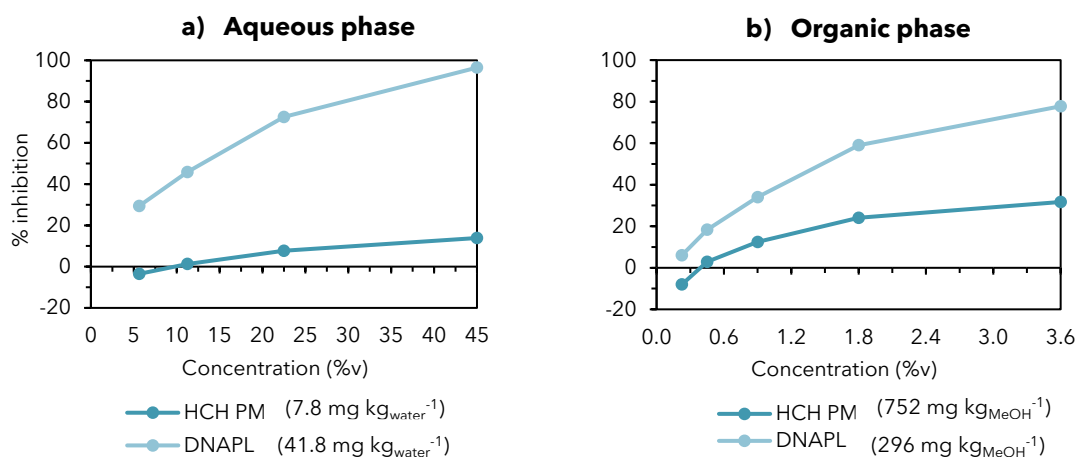 a) Aqueous phase
100
80
60
40
20
0
-20
% inhibition
0 5 10 15 20 25 30 35 40 45
Concentration (%v)
HCH PM (7.8 mg kgwater-1)
DNAPL (41.8 mg kgwater-1)
b) Organic phase
100
80
60
40
20
0
-20
0.0 0.6 1.2 1.8 2.4 3.0 3.6
Concentration (%v)
HCH PM (752 mg kgMeOH-1)
DNAPL (296 mg kgMeOH-1)